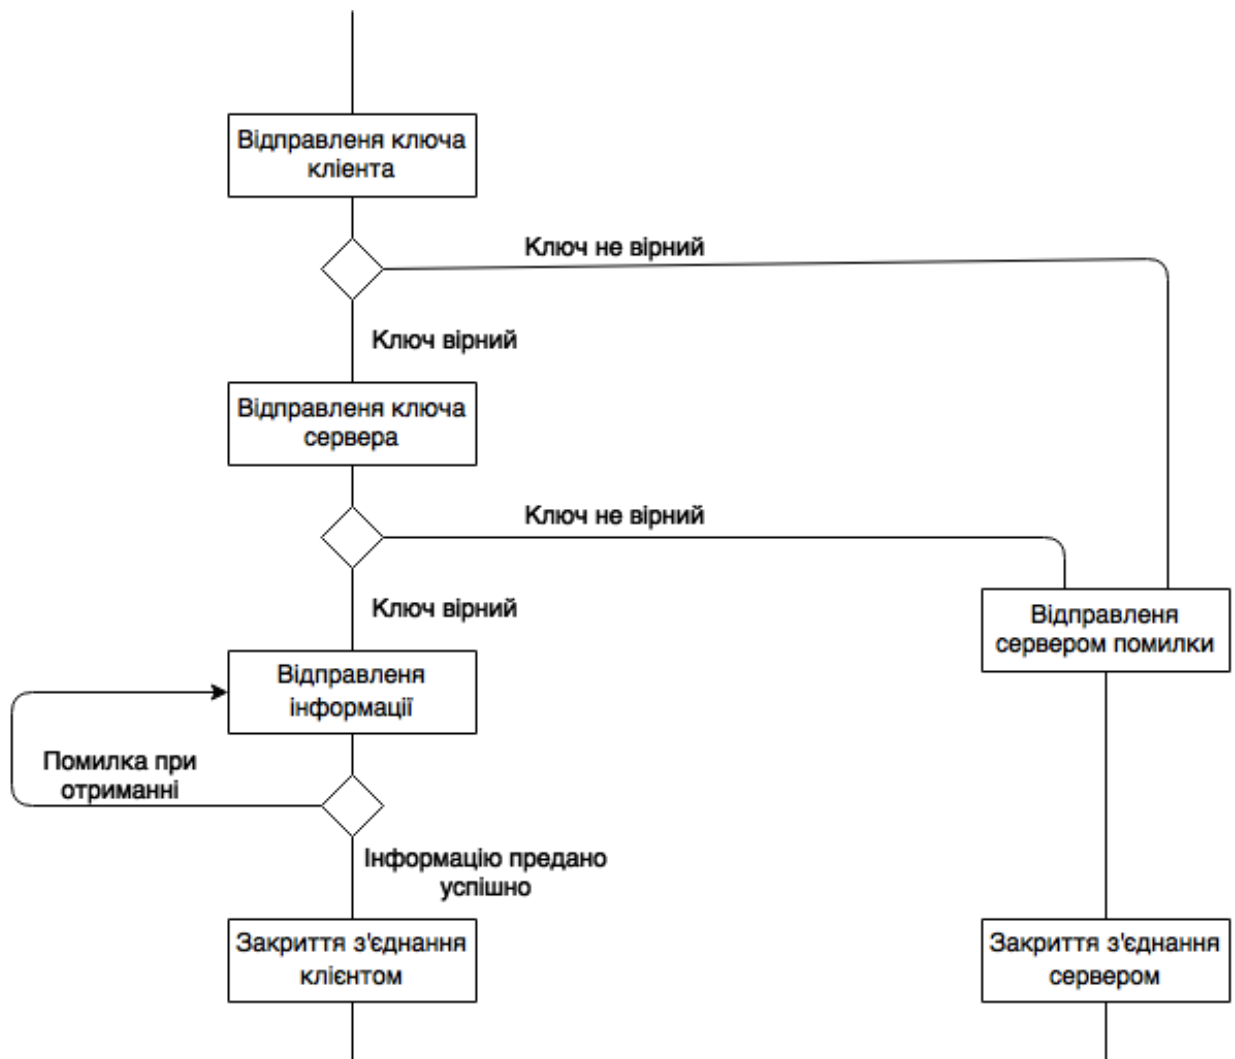 Відправленя ключа
клієнта
Ключ не вірний
Ключ вірний
Відправленя ключа
сервера
Ключ не вірний
Ключ вірний
Відправленя
сервером помилки
Відправленя
інформації
Помилка при
отриманні
Інформацію предано
успішно
Закриття з'єднання
клієнтом
Закриття з'єднання
сервером